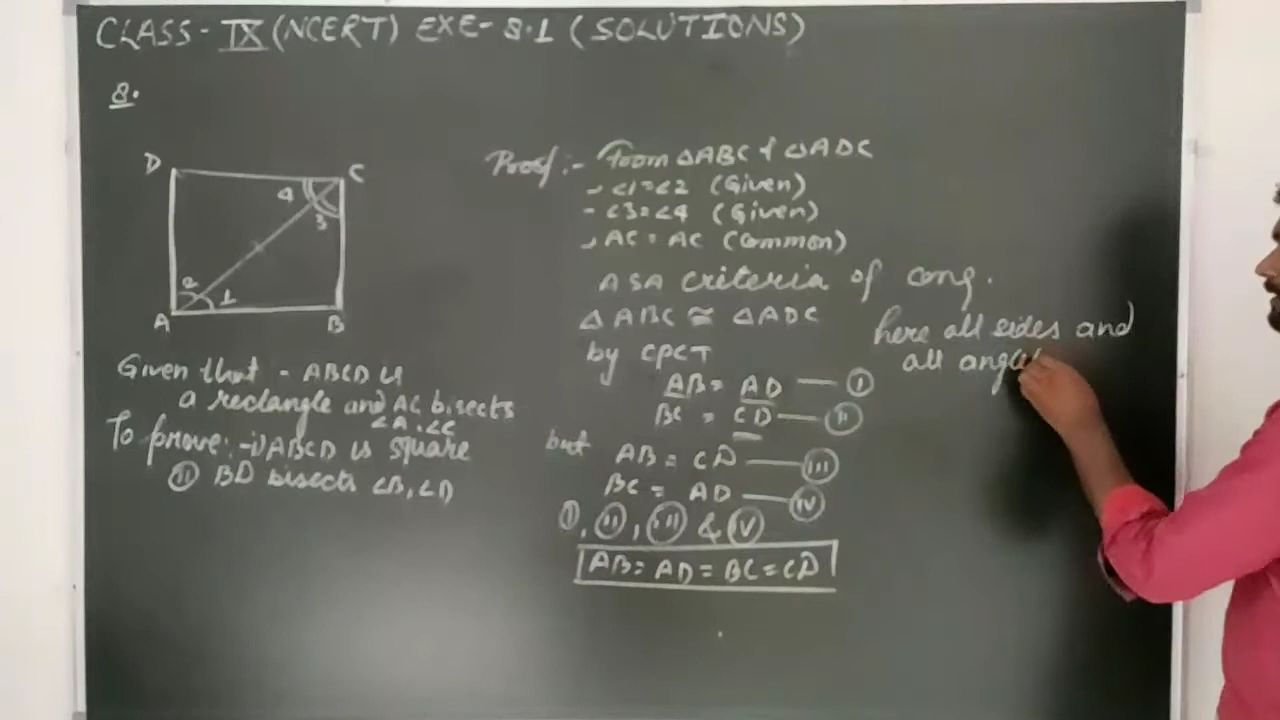 CLASS-IX (NCERT) EXE-8.1 (SOLUTIONS)
8.
D
C
4
3
2
1
A
B
Given that - ABCD is
a rectangle and AC bisects
∠A, ∠C
To prove:- i) ABCD is square
(ii) BD bisects ∠B, ∠D
Proof :- From △ABC & △ADC
- ∠1=∠2 (Given)
- ∠3=∠4 (Given)
- AC = AC (Common)
ASA criteria of cong.
△ ABC ≅ △ADC
by CPCT
AB = AD — (I)
BC = CD — (II)
but AB = CD — (III)
BC = AD — (IV)
(I), (II), (III) & (IV)
AB = AD = BC = CD
here all sides and
all angle